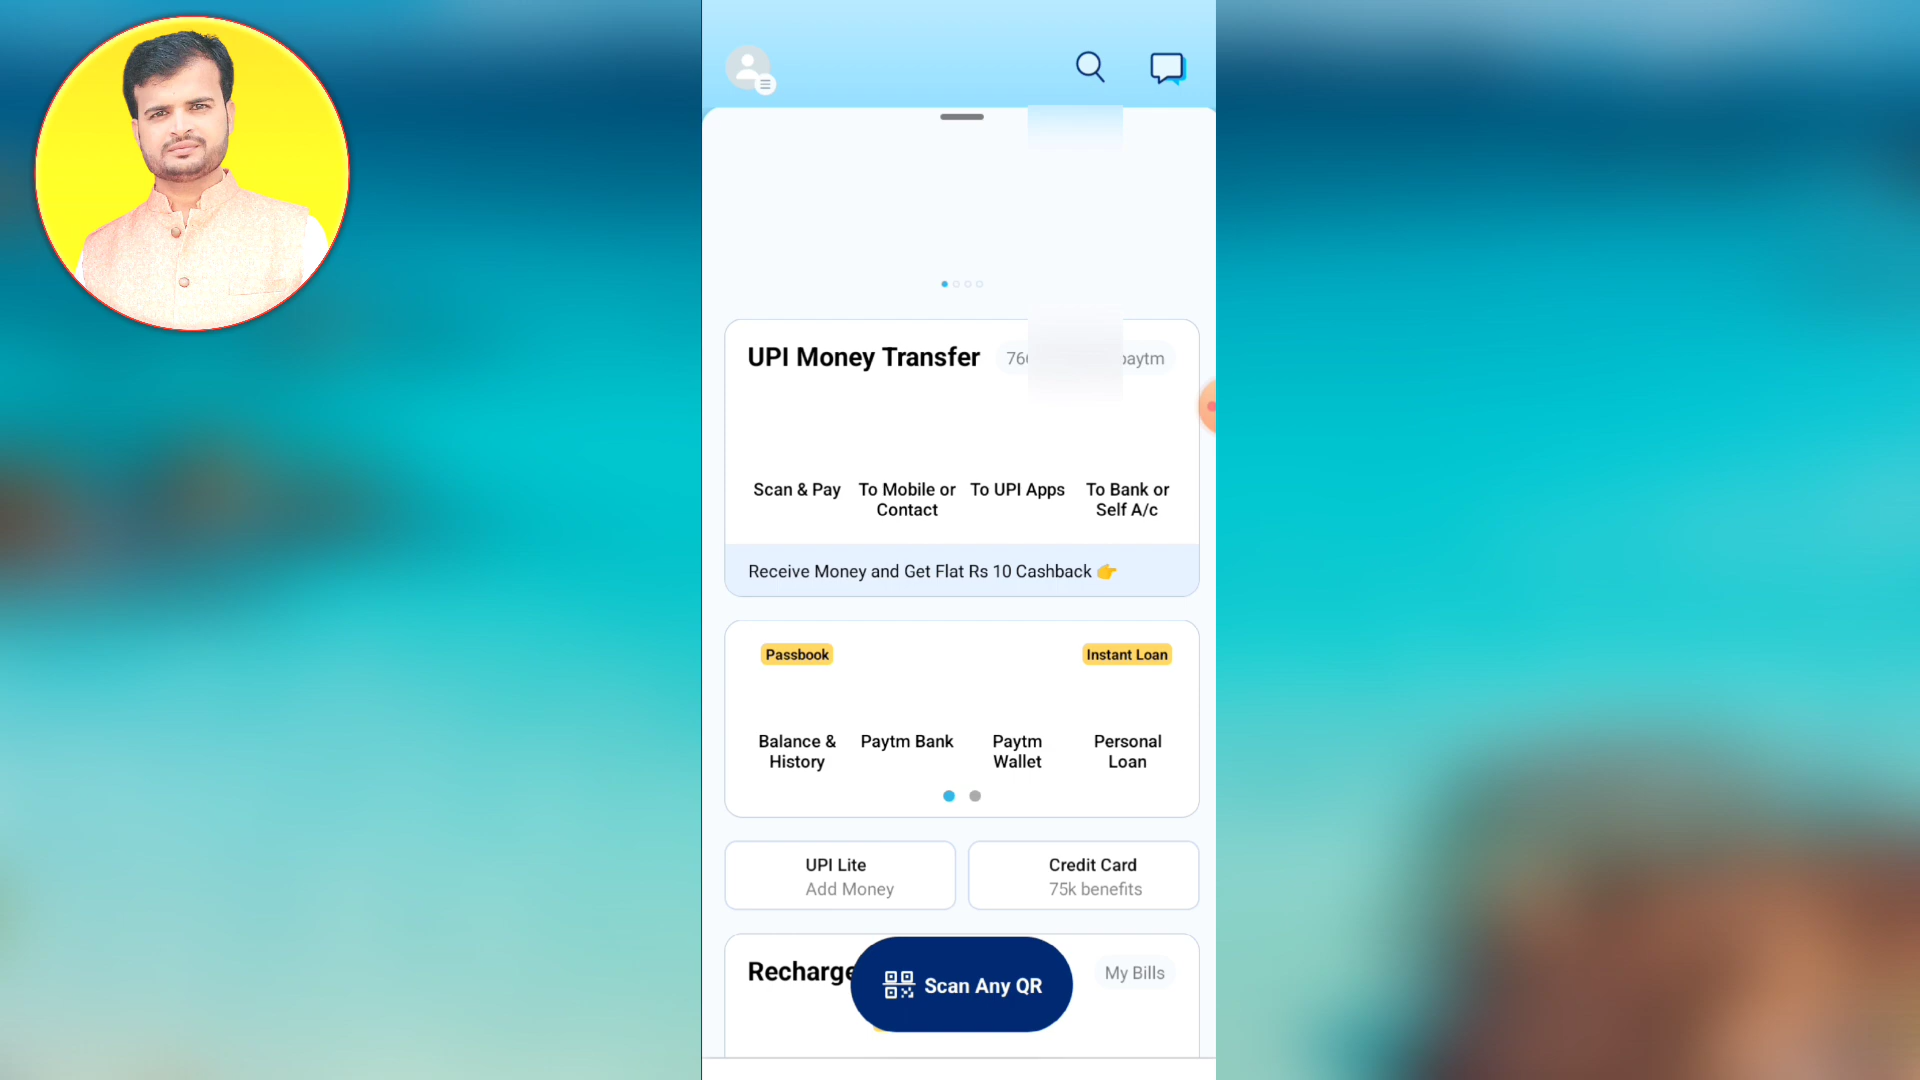 UPI Money Transfer
paytm
Scan & Pay
To Mobile or
Contact
To UPI Apps
To Bank or
Self A/c
Receive Money and Get Flat Rs 10 Cashback 👉
Passbook
Instant Loan
Balance &
History
Paytm Bank
Paytm
Wallet
Personal
Loan
UPI Lite
Add Money
Credit Card
75k benefits
Recharge
My Bills
Scan Any QR